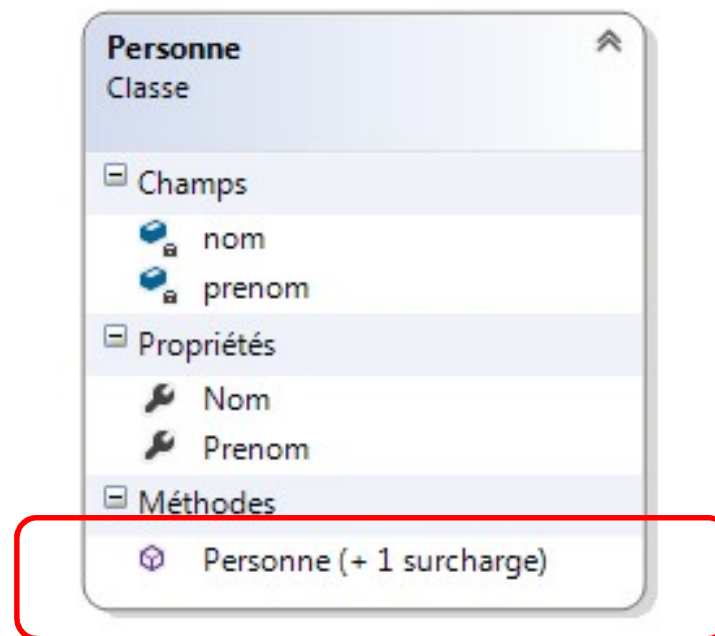 Personne
Classe
Champs
nom
prenom
Propriétés
Nom
Prenom
Méthodes
Personne (+ 1 surcharge)